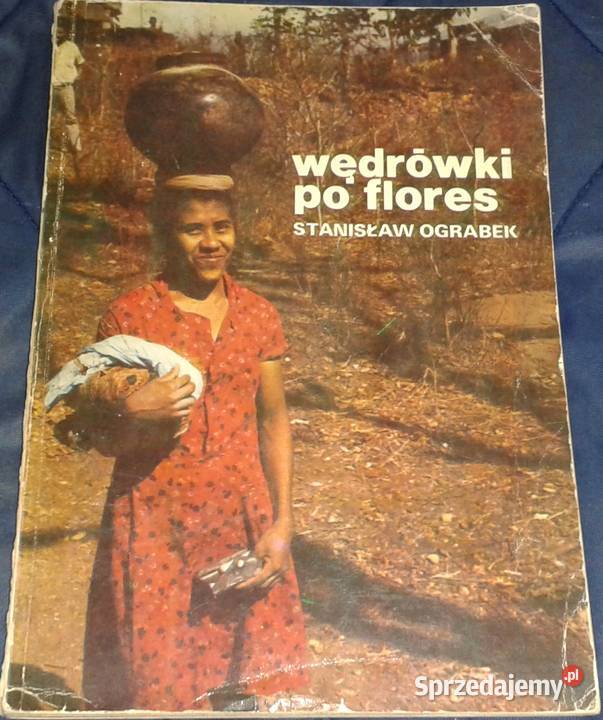 wędrówki
po flores
STANISŁAW OGRABEK
Sprzedajemy.pl